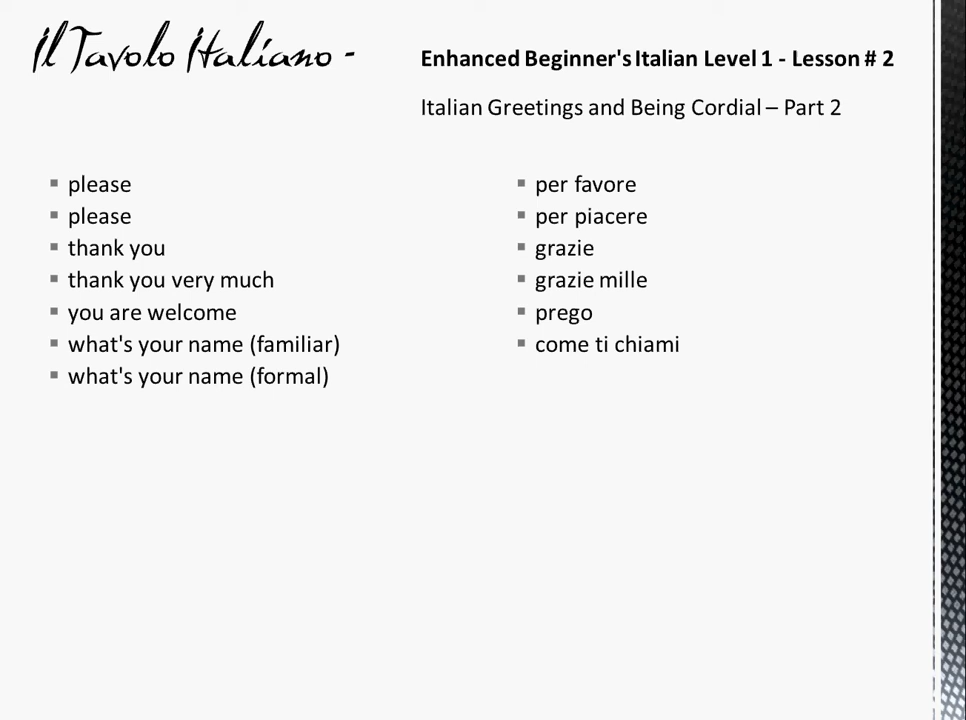 Il Tavolo Italiano -
Enhanced Beginner's Italian Level 1 - Lesson # 2
Italian Greetings and Being Cordial – Part 2
please
per favore
please
per piacere
thank you
grazie
thank you very much
grazie mille
you are welcome
prego
what's your name (familiar)
come ti chiami
what's your name (formal)